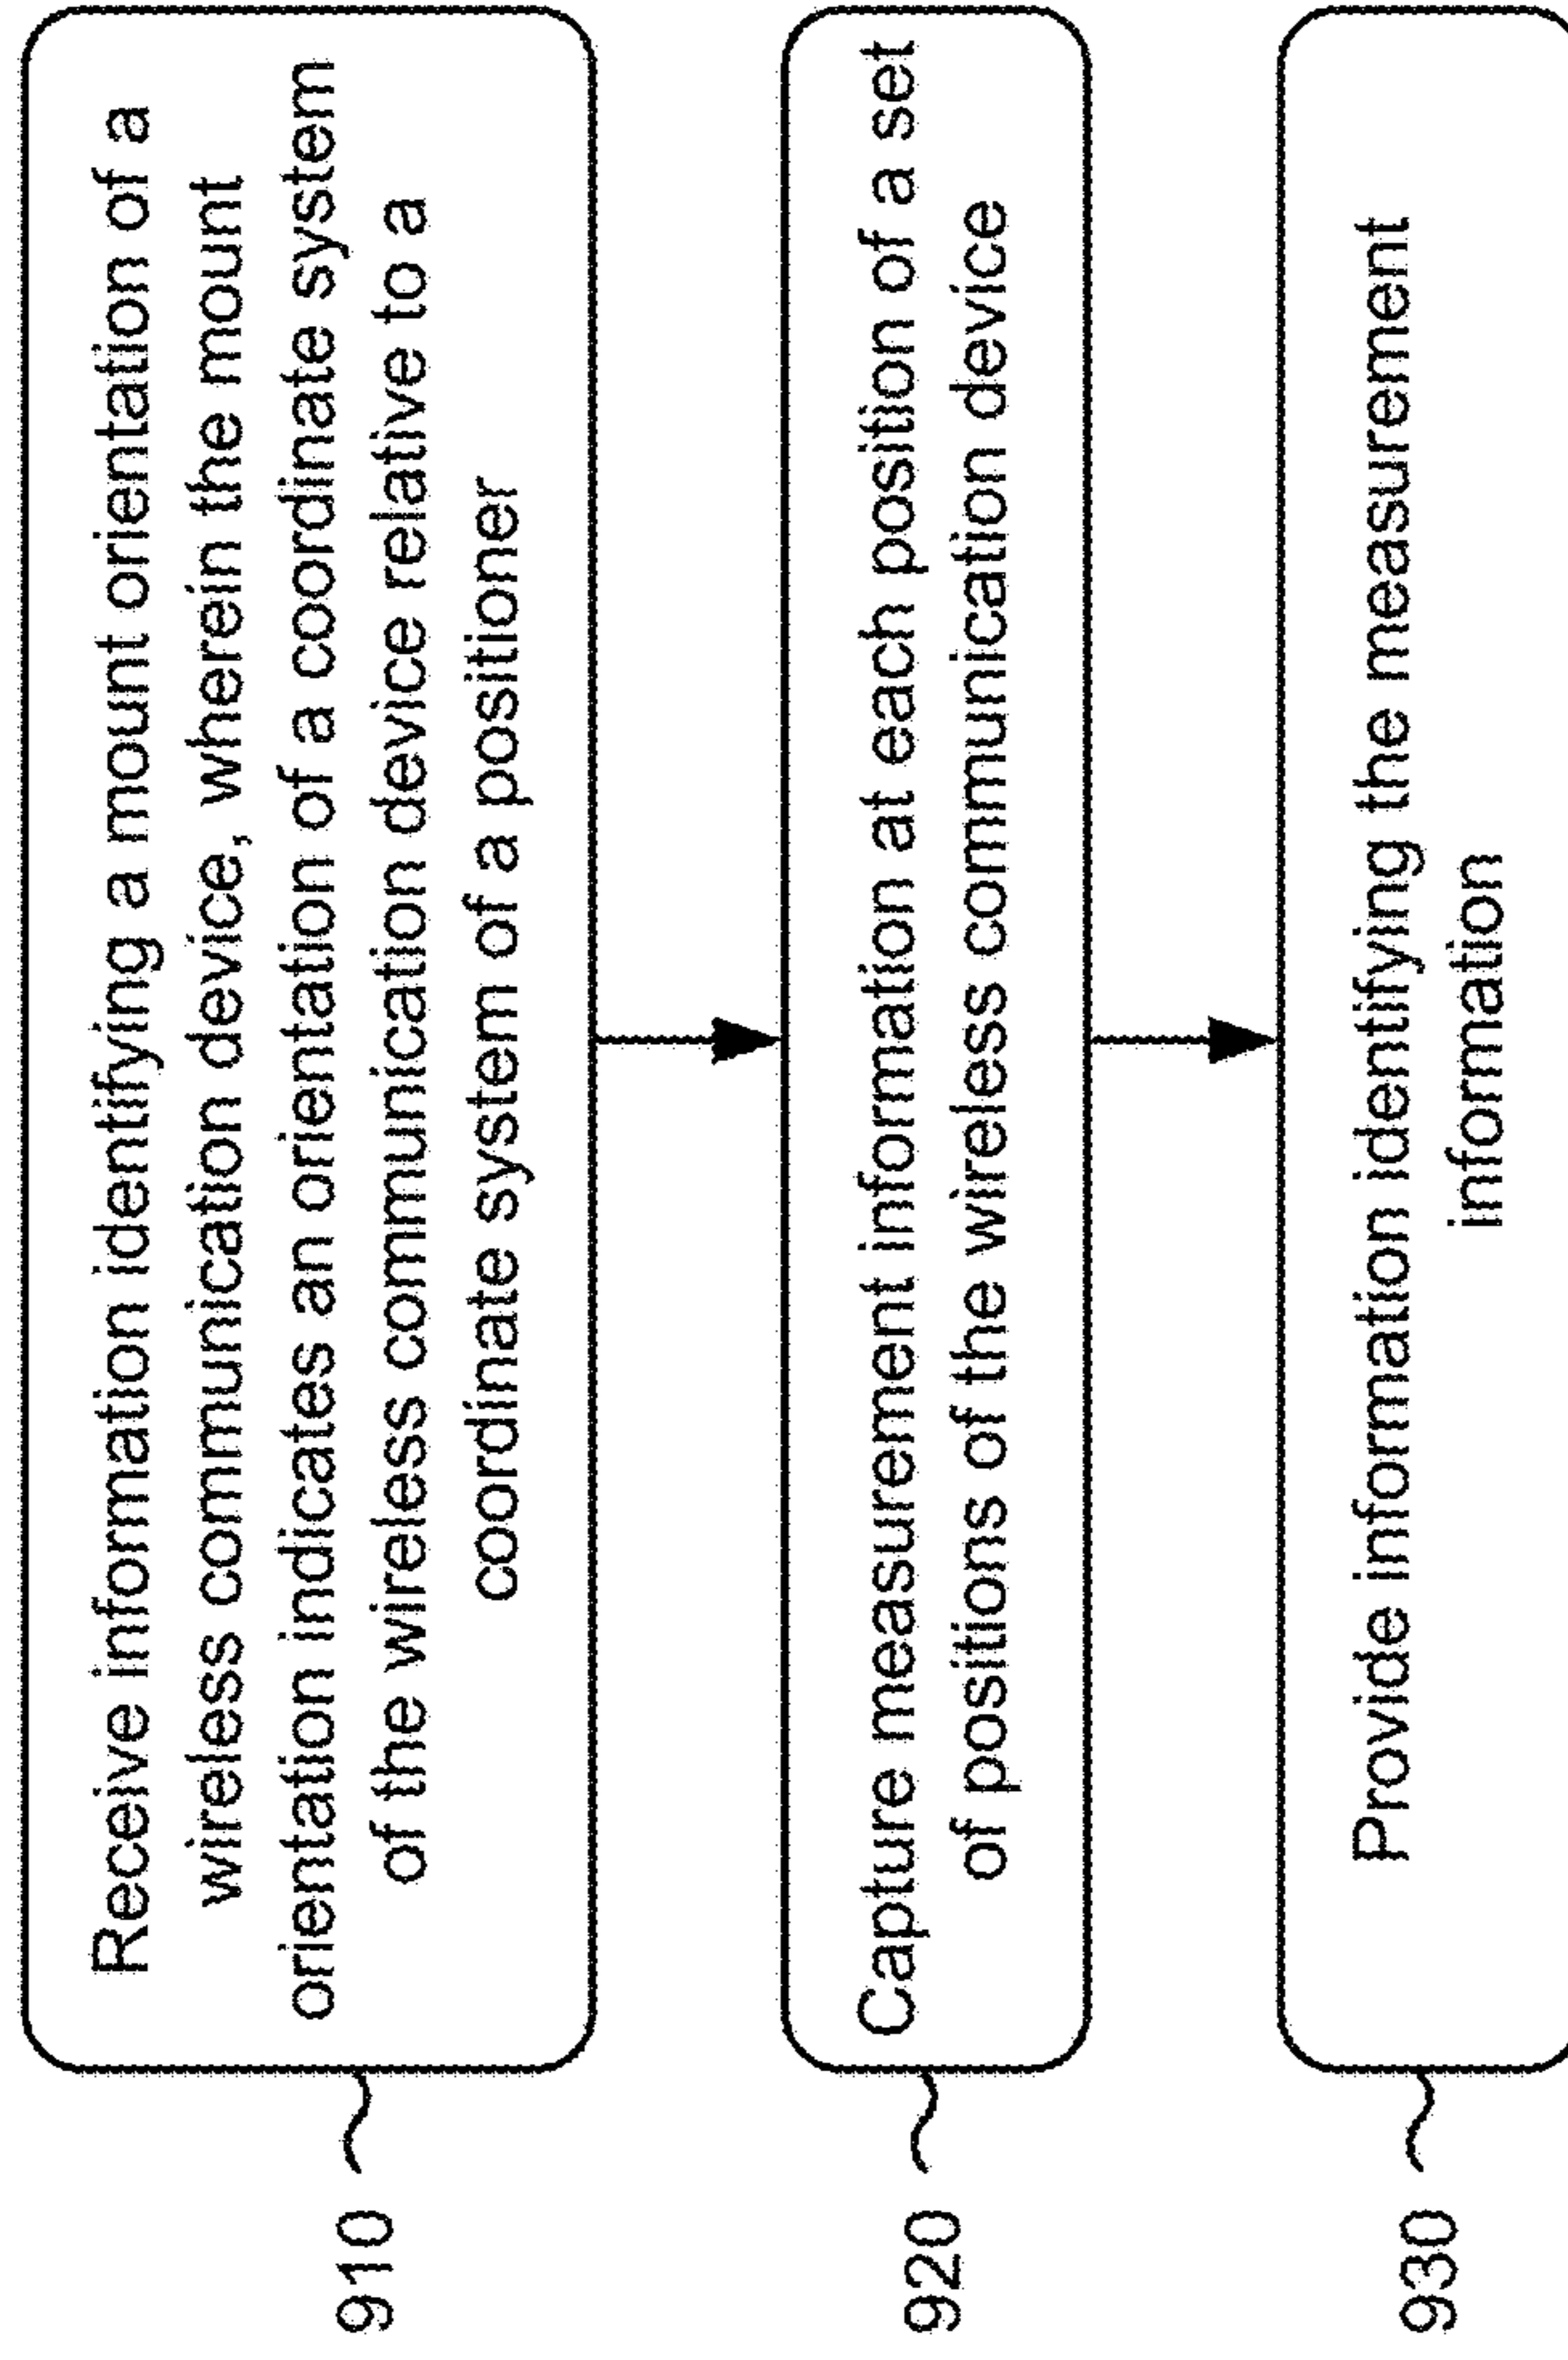 910
Receive information identifying a mount orientation of a
wireless communication device, wherein the mount
orientation indicates an orientation of a coordinate system
of the wireless communication device relative to a
coordinate system of a positioner
920
Capture measurement information at each position of a set
of positions of the wireless communication device
930
Provide information identifying the measurement
information